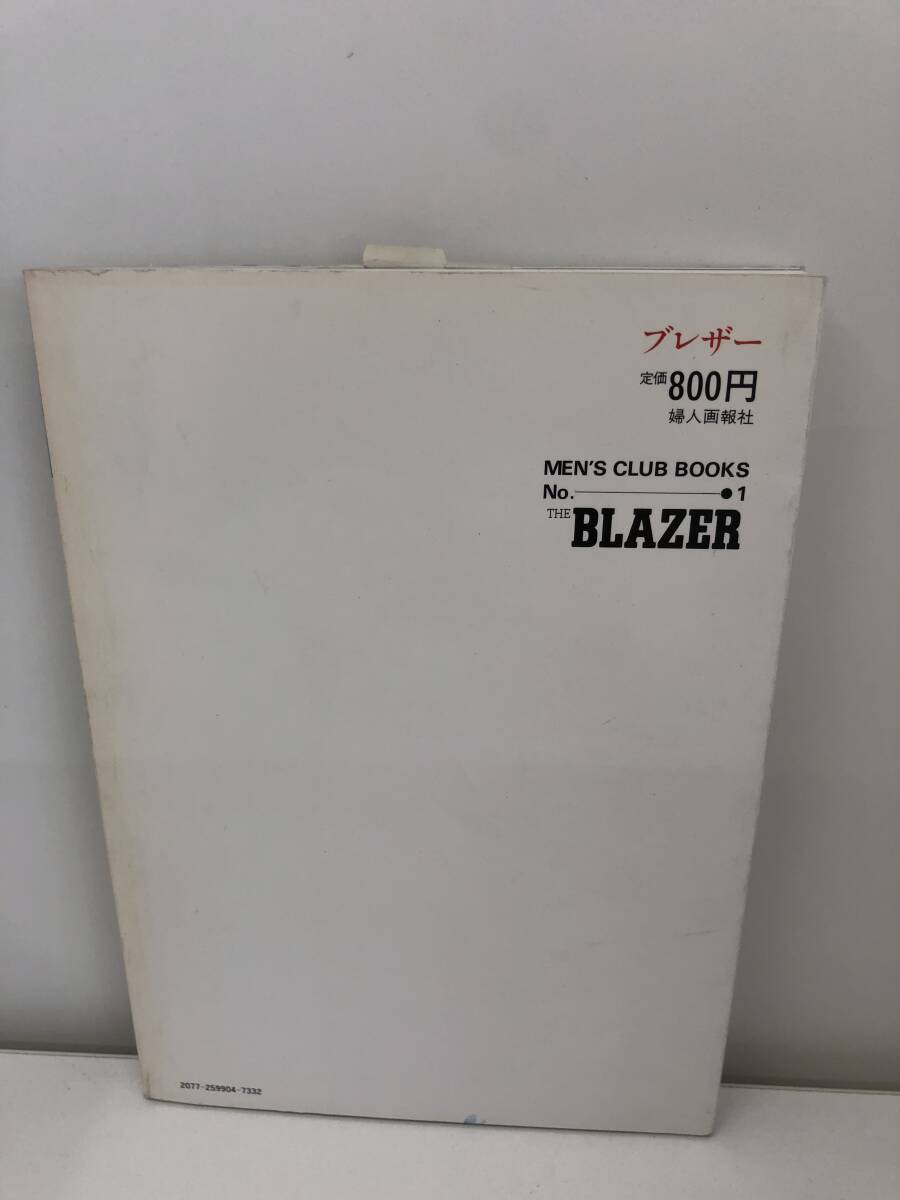 ブレザー
定価800円
婦人画報社
MEN'S CLUB BOOKS
No. 1
THE BLAZER
2077-259904-7332